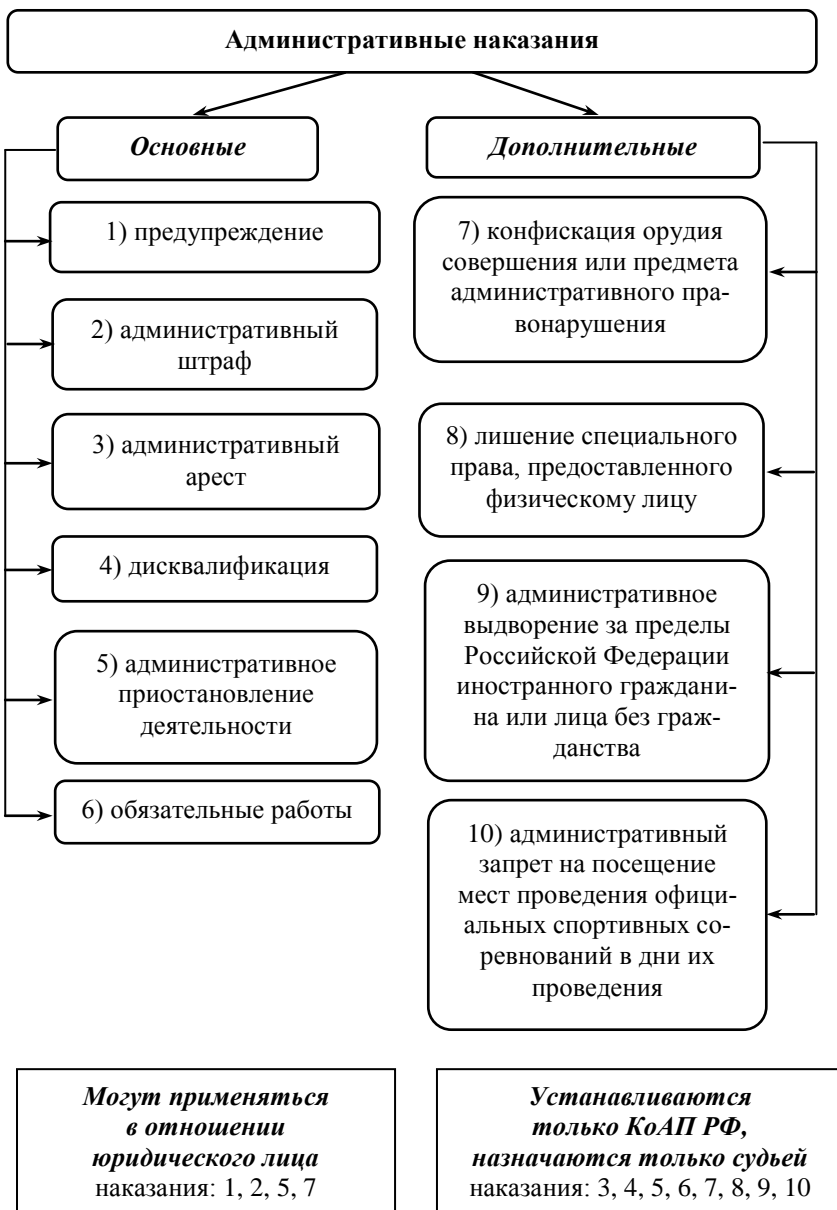 Административные наказания
Основные
1) предупреждение
2) административный
штраф
3) административный
арест
4) дисквалификация
5) административное
приостановление
деятельности
6) обязательные работы
Дополнительные
7) конфискация орудия
совершения или предмета
административного пра-
вонарушения
8) лишение специального
права, предоставленного
физическому лицу
9) административное
выдворение за пределы
Российской Федерации
иностранного граждани-
на или лица без граж-
данства
10) административный
запрет на посещение
мест проведения офици-
альных спортивных со-
ревнований в дни их
проведения
Могут применяться
в отношении
юридического лица
наказания: 1, 2, 5, 7
Устанавливаются
только КоАП РФ,
назначаются только судьей
наказания: 3, 4, 5, 6, 7, 8, 9, 10